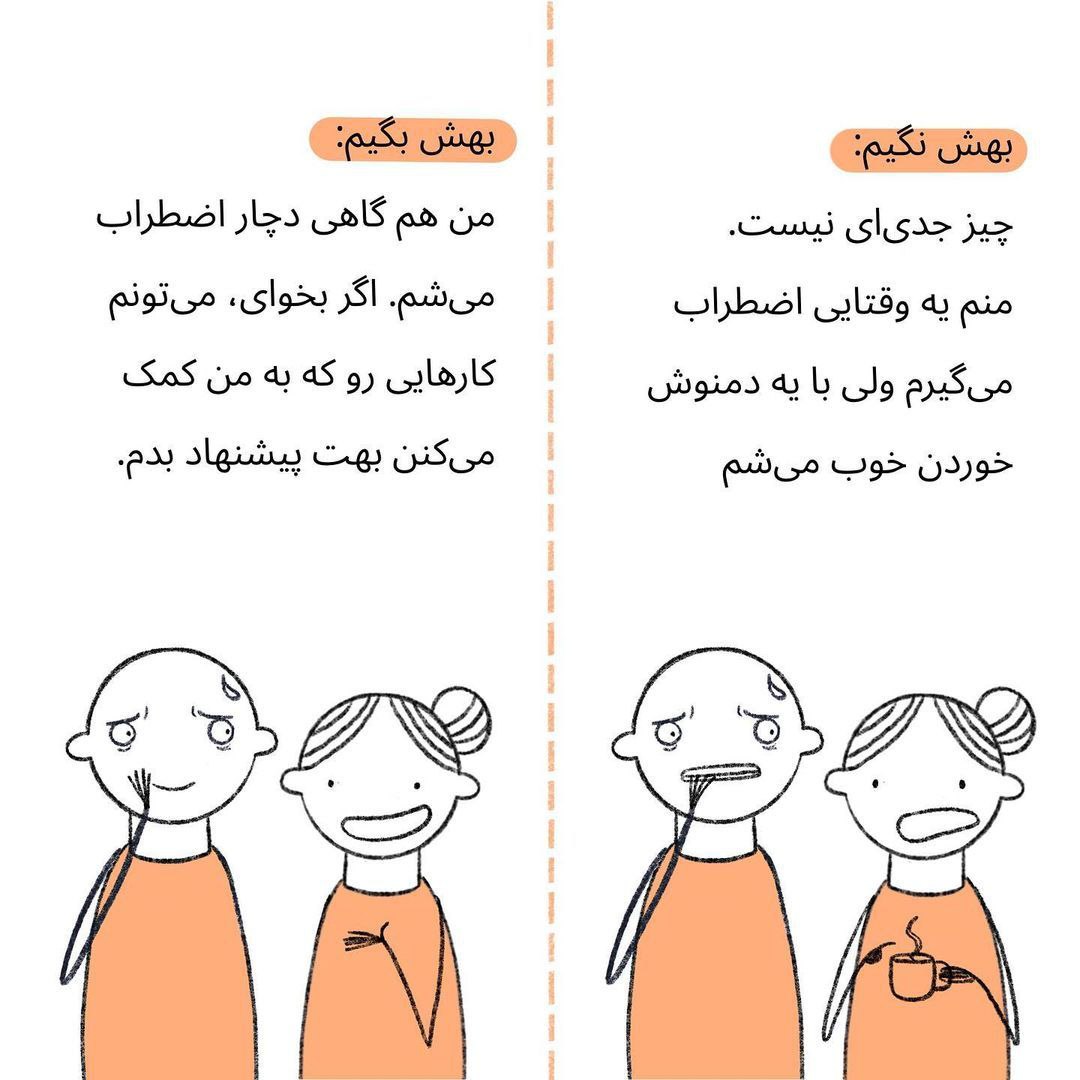 بهش نگیم:
چیز جدی‌ای نیست.
منم یه وقتایی اضطراب
می‌گیرم ولی با یه دمنوش
خوردن خوب می‌شم
بهش بگیم:
من هم گاهی دچار اضطراب
می‌شم. اگر بخوای، می‌تونم
کارهایی رو که به من کمک
می‌کنن بهت پیشنهاد بدم.